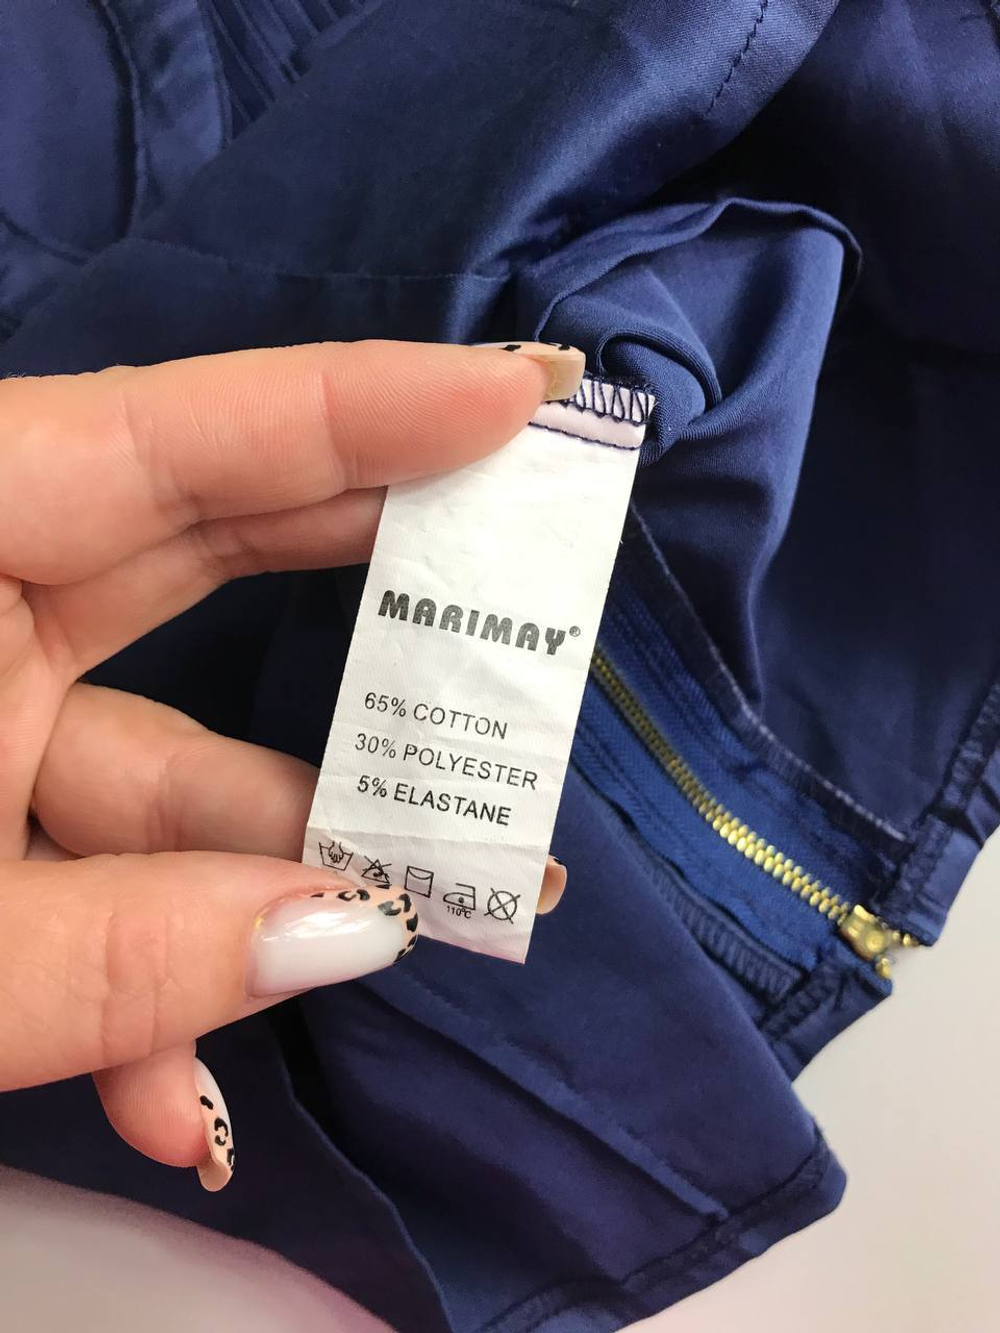 MARIMAY®
65% COTTON
30% POLYESTER
5% ELASTANE
110°C